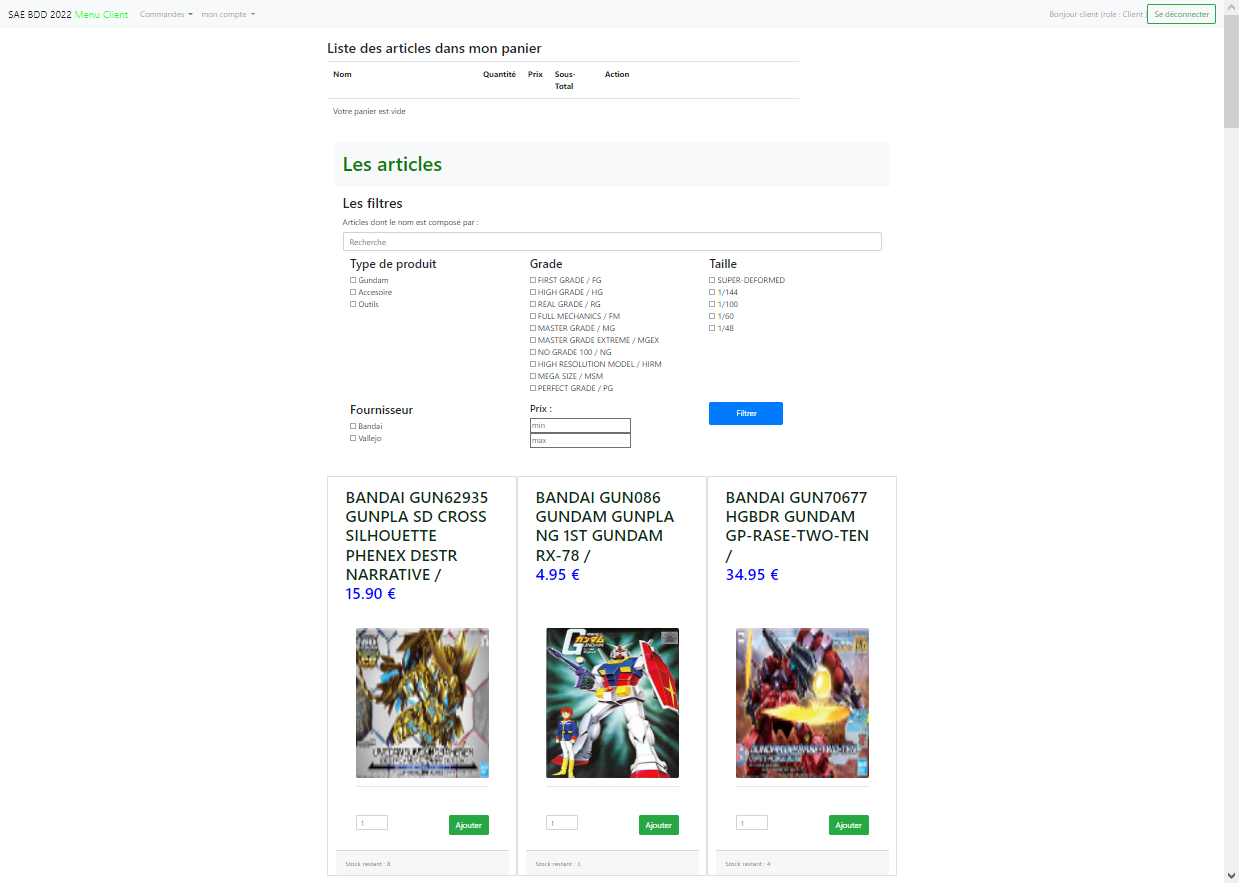 SAE BDD 2022 Menu Client Commandes mon compte Bonjour client (role : Client Se déconnecter
Liste des articles dans mon panier
Nom Quantité Prix Sous-Total Action
Votre panier est vide
Les articles
Les filtres
Articles dont le nom est composé par :
Recherche
Type de produit
Gundam
Accesoire
Outils
Grade
FIRST GRADE / FG
HIGH GRADE / HG
REAL GRADE / RG
FULL MECHANICS / FM
MASTER GRADE / MG
MASTER GRADE EXTREME / MGEX
NO GRADE 100 / NG
HIGH RESOLUTION MODEL / HIRM
MEGA SIZE / MSM
PERFECT GRADE / PG
Taille
SUPER-DEFORMED
1/144
1/100
1/60
1/48
Fournisseur
Bandai
Vallejo
Prix :
min
max
Filtrer
BANDAI GUN62935
GUNPLA SD CROSS
SILHOUETTE
PHENEX DESTR
NARRATIVE /
15.90 €
1
Ajouter
Stock restant : 8
BANDAI GUN086
GUNDAM GUNPLA
NG 1ST GUNDAM
RX-78 /
4.95 €
ガンダム
1
Ajouter
Stock restant : 3
BANDAI GUN70677
HGBDR GUNDAM
GP-RASE-TWO-TEN
/
34.95 €
1
Ajouter
Stock restant : 4